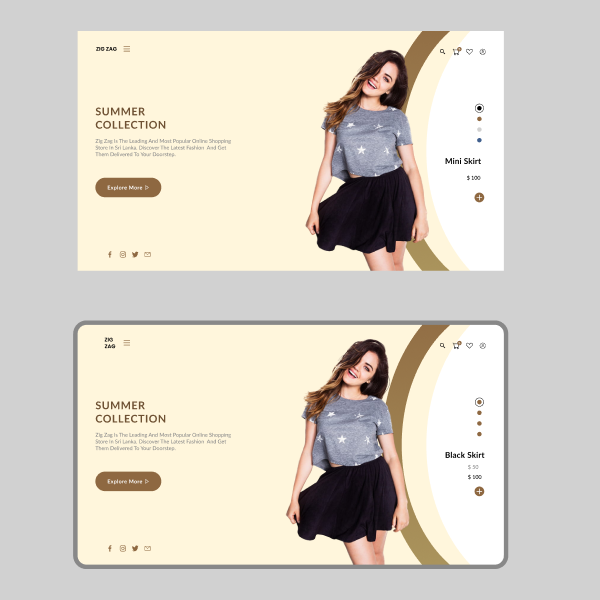 ZIG ZAG
SUMMER
COLLECTION
Zig Zag Is The Leading And Most Popular Online Shopping
Store In Sri Lanka. Discover The Latest Fashion And Get
Them Delivered To Your Doorstep.
Explore More
Mini Skirt
$ 100
ZIG
ZAG
SUMMER
COLLECTION
Zig Zag Is The Leading And Most Popular Online Shopping
Store In Sri Lanka. Discover The Latest Fashion And Get
Them Delivered To Your Doorstep.
Explore More
Black Skirt
$ 50
$ 100